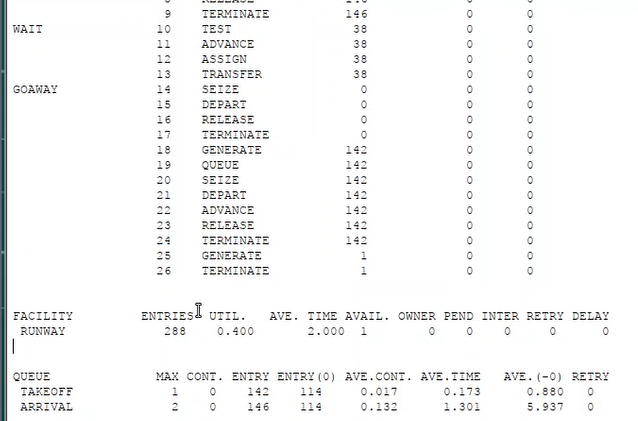 9 TERMINATE 146 0 0
WAIT 10 TEST 38 0 0
11 ADVANCE 38 0 0
12 ASSIGN 38 0 0
13 TRANSFER 38 0 0
GOAWAY 14 SEIZE 0 0 0
15 DEPART 0 0 0
16 RELEASE 0 0 0
17 TERMINATE 0 0 0
18 GENERATE 142 0 0
19 QUEUE 142 0 0
20 SEIZE 142 0 0
21 DEPART 142 0 0
22 ADVANCE 142 0 0
23 RELEASE 142 0 0
24 TERMINATE 142 0 0
25 GENERATE 1 0 0
26 TERMINATE 1 0 0
FACILITY ENTRIES UTIL. AVE. TIME AVAIL. OWNER PEND INTER RETRY DELAY
RUNWAY 288 0.400 2.000 1 0 0 0 0 0
QUEUE MAX CONT. ENTRY ENTRY(0) AVE.CONT. AVE.TIME AVE.(-0) RETRY
TAKEOFF 1 0 142 114 0.017 0.173 0.880 0
ARRIVAL 2 0 146 114 0.132 1.301 5.937 0